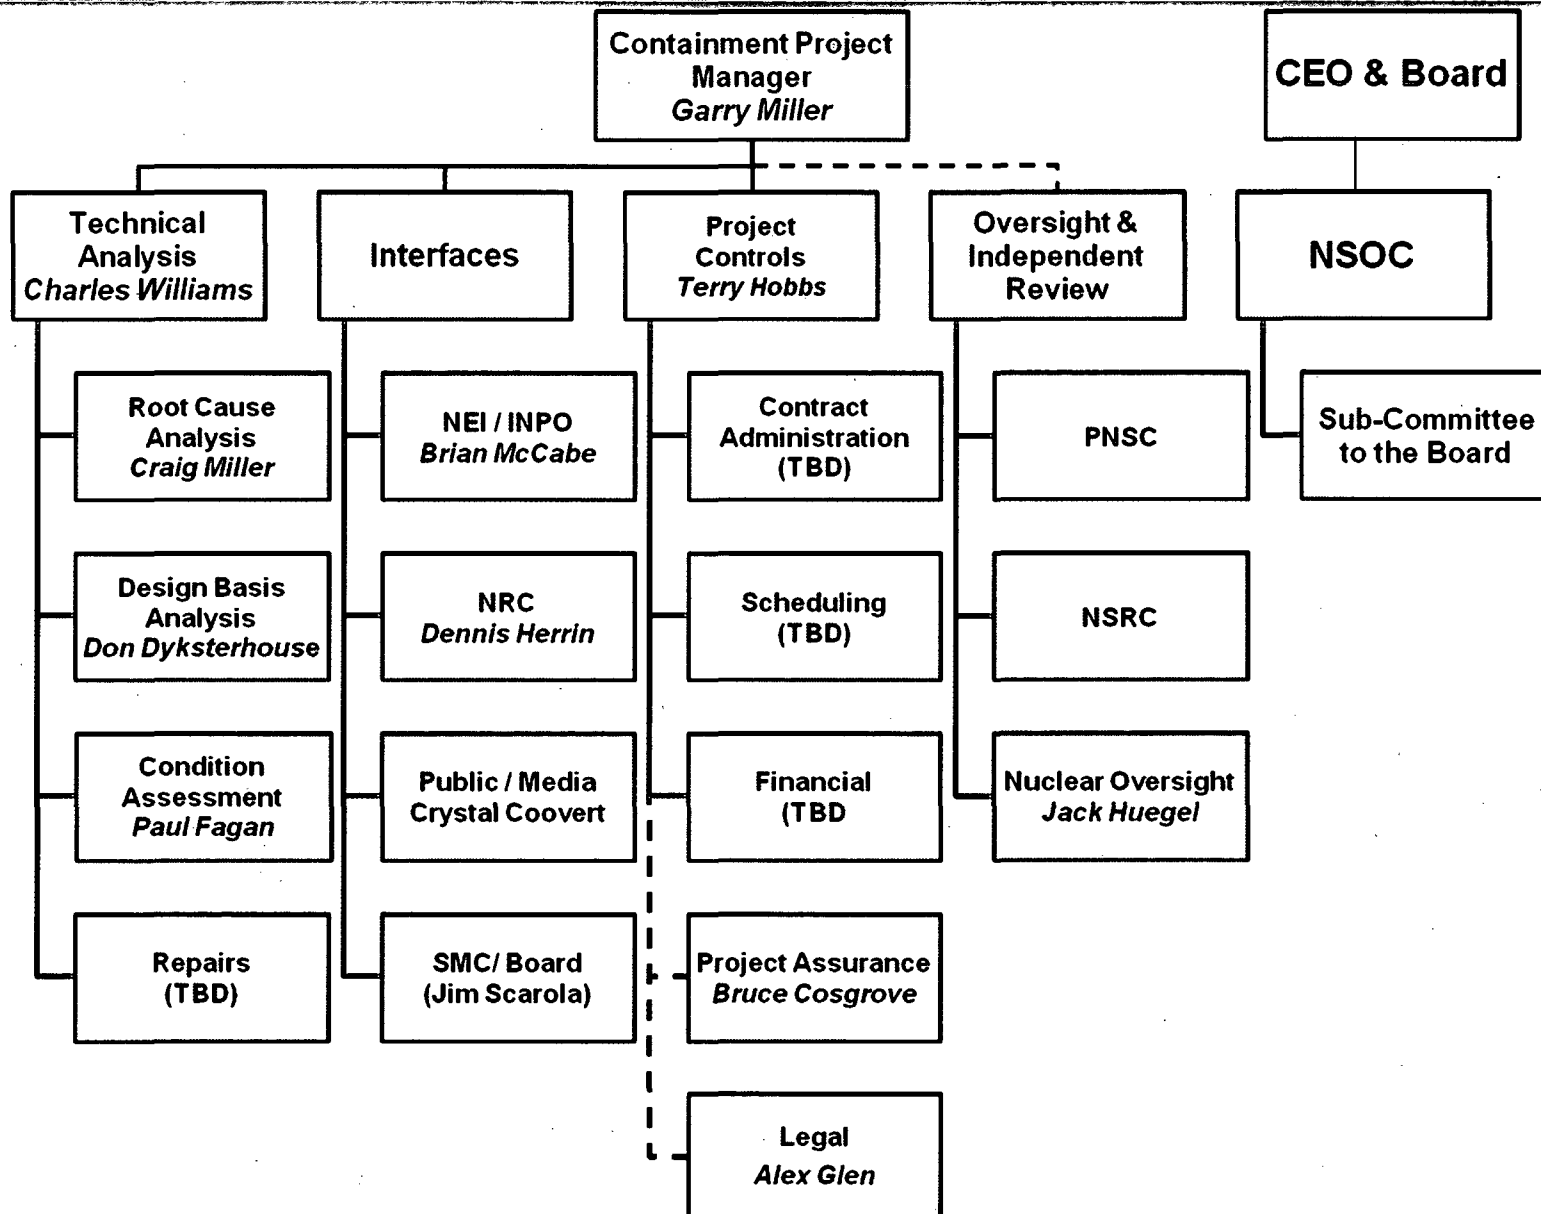 Containment Project
Manager
Garry Miller
CEO & Board
Technical
Analysis
Charles Williams
Interfaces
Project
Controls
Terry Hobbs
Oversight &
Independent
Review
NSOC
Root Cause
Analysis
Craig Miller
NEI / INPO
Brian McCabe
Contract
Administration
(TBD)
PNSC
Sub-Committee
to the Board
Design Basis
Analysis
Don Dyksterhouse
NRC
Dennis Herrin
Scheduling
(TBD)
NSRC
Condition
Assessment
Paul Fagan
Public / Media
Crystal Coovert
Financial
(TBD
Nuclear Oversight
Jack Huegel
Repairs
(TBD)
SMC/ Board
(Jim Scarola)
Project Assurance
Bruce Cosgrove
Legal
Alex Glen